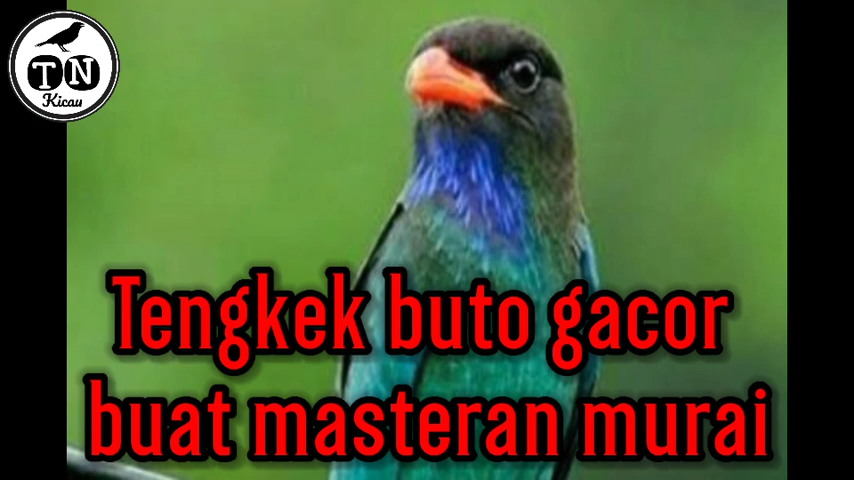 TN
Kicau
Tengkek buto gacor
buat masteran murai